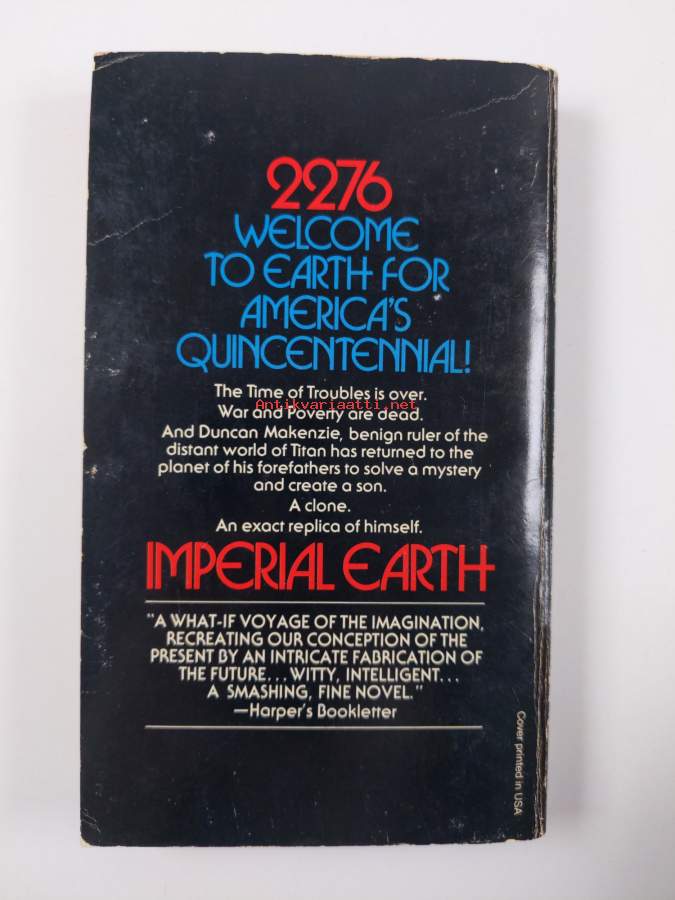 2276
WELCOME
TO EARTH FOR
AMERICA'S
QUINCENTENNIAL!
The Time of Troubles is over.
Antikvariaatti.net
War and Poverty are dead.
And Duncan Makenzie, benign ruler of the
distant world of Titan has returned to the
planet of his forefathers to solve a mystery
and create a son.
A clone.
An exact replica of himself.
IMPERIAL EARTH
"A WHAT-IF VOYAGE OF THE IMAGINATION,
RECREATING OUR CONCEPTION OF THE
PRESENT BY AN INTRICATE FABRICATION OF
THE FUTURE... WITTY, INTELLIGENT...
A SMASHING, FINE NOVEL."
—Harper's Bookletter
Cover printed in USA